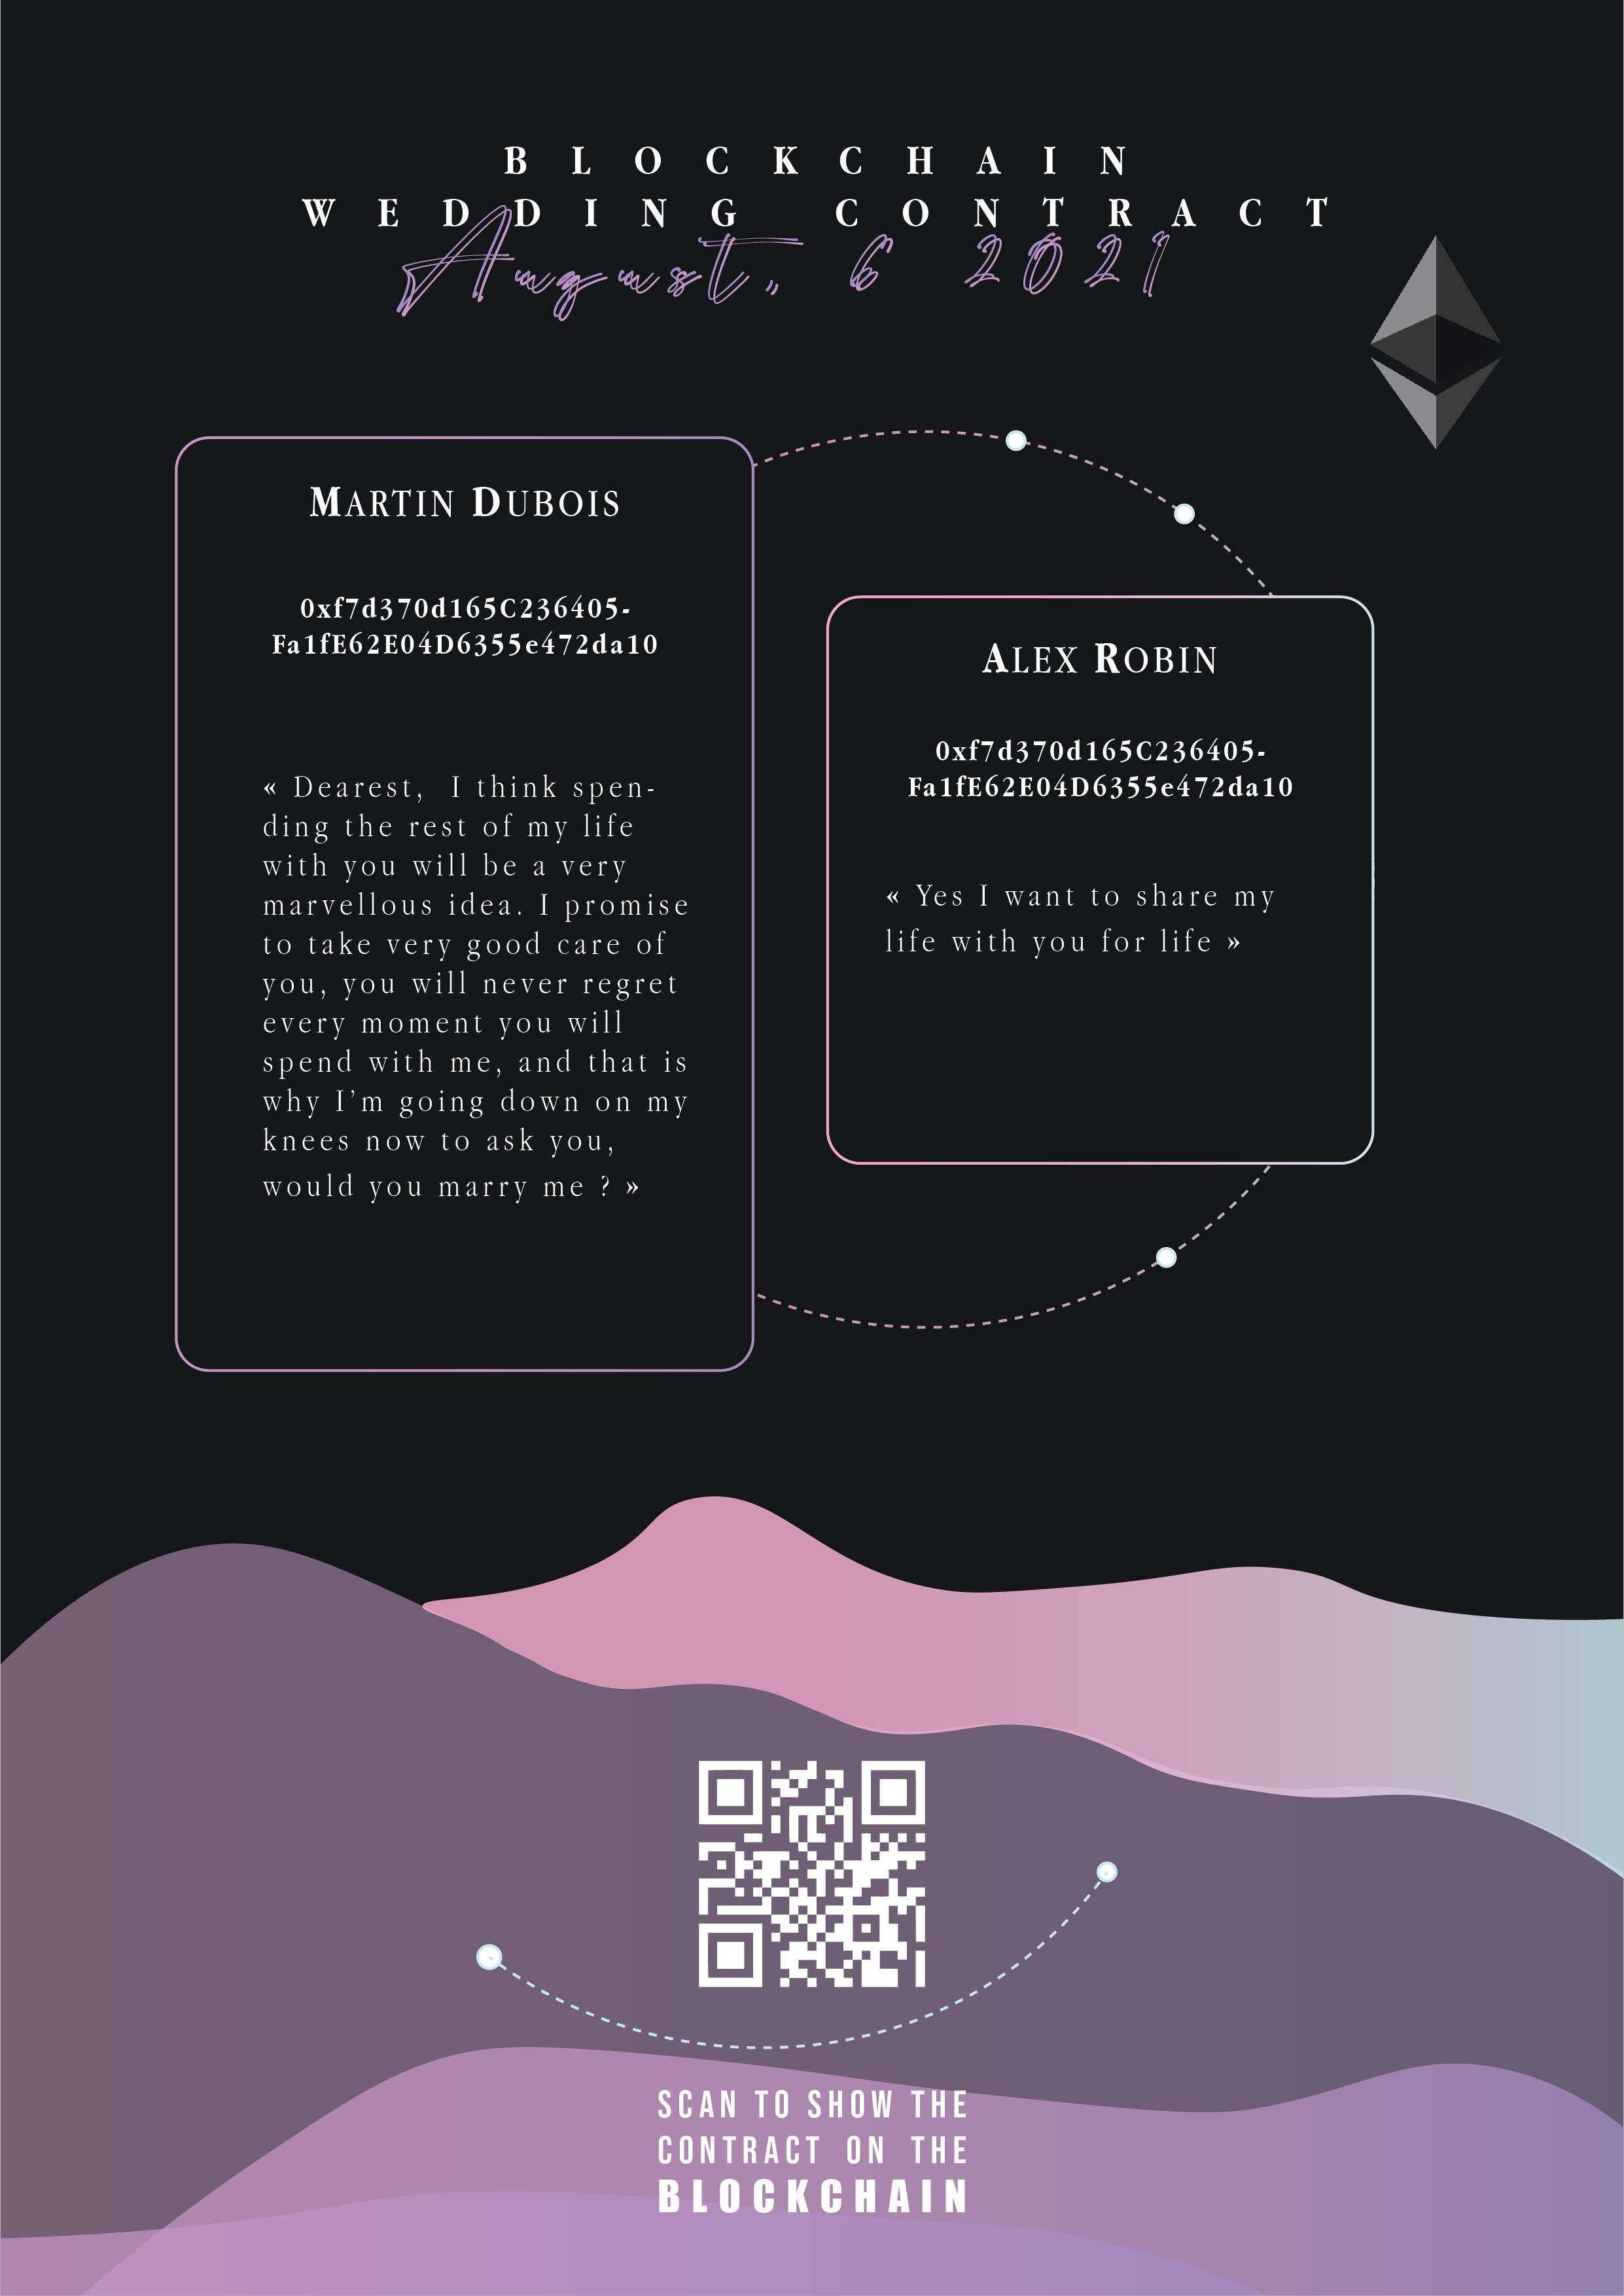 BLOCKCHAIN
WEDDING CONTRACT
August, 6 2021
Martin Dubois
0xf7d370d165C236405-
Fa1fE62E04D6355e472da10
« Dearest, I think spen-
ding the rest of my life
with you will be a very
marvellous idea. I promise
to take very good care of
you, you will never regret
every moment you will
spend with me, and that is
why I’m going down on my
knees now to ask you,
would you marry me ? »
Alex Robin
0xf7d370d165C236405-
Fa1fE62E04D6355e472da10
« Yes I want to share my
life with you for life »
SCAN TO SHOW THE
CONTRACT ON THE
BLOCKCHAIN